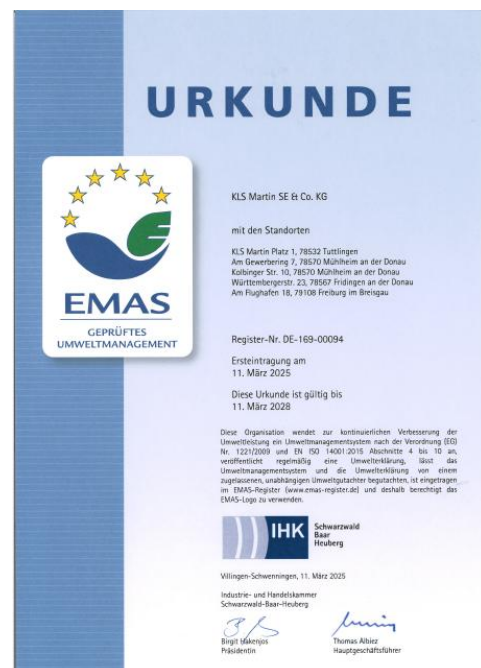 URKUNDE
EMAS
GEPRÜFTES
UMWELTMANAGEMENT
KLS Martin SE & Co. KG
mit den Standorten
KLS Martin Platz 1, 78532 Tuttlingen
Am Gewerbering 7, 78570 Mühlheim an der Donau
Kolbinger Str. 10, 78570 Mühlheim an der Donau
Württembergerstr. 23, 78567 Fridingen an der Donau
Am Flughafen 18, 79108 Freiburg im Breisgau
Register-Nr. DE-169-00094
Ersteintragung am
11. März 2025
Diese Urkunde ist gültig bis
11. März 2028
Diese Organisation wendet zur kontinuierlichen Verbesserung der
Umweltleistung ein Umweltmanagementsystem nach der Verordnung (EG)
Nr. 1221/2009 und EN ISO 14001:2015 Abschnitte 4 bis 10 an,
veröffentlicht regelmäßig eine Umwelterklärung, lässt das
Umweltmanagementsystem und die Umwelterklärung von einem
zugelassenen, unabhängigen Umweltgutachter begutachten, ist eingetragen
im EMAS-Register (www.emas-register.de) und deshalb berechtigt das
EMAS-Logo zu verwenden.
IHK
Schwarzwald
Baar
Heuberg
Villingen-Schwenningen, 11. März 2025
Industrie- und Handelskammer
Schwarzwald-Baar-Heuberg
Birgit Hakenjos
Präsidentin
Thomas Albiez
Hauptgeschäftsführer